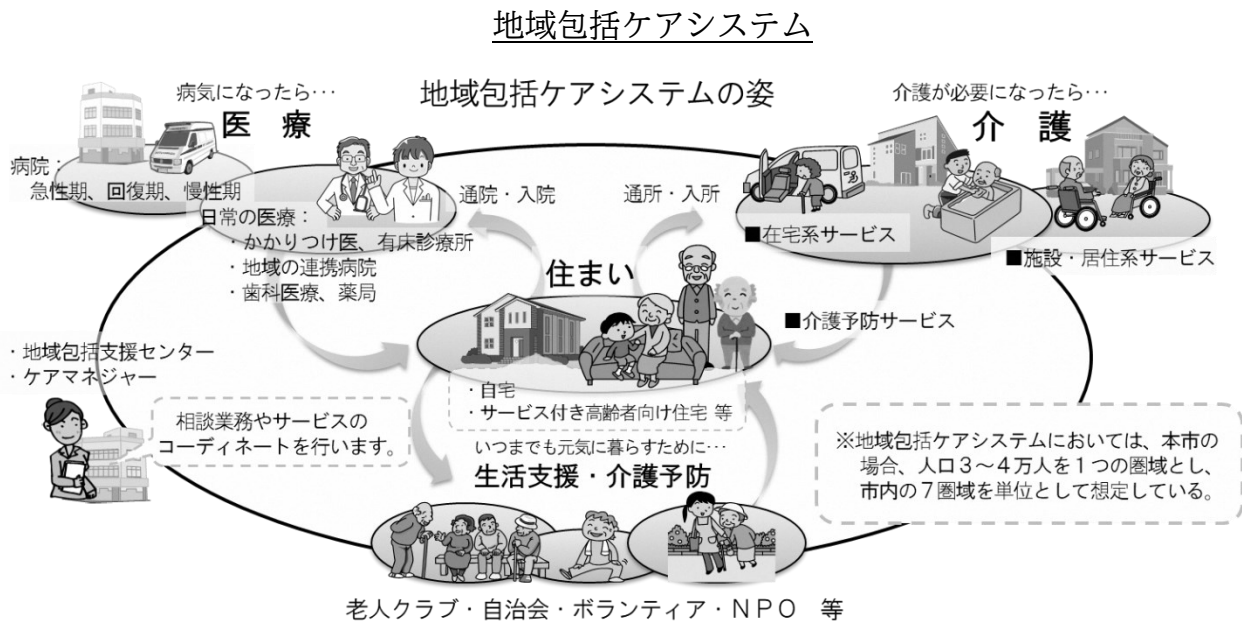 地域包括ケアシステム
地域包括ケアシステムの姿
病気になったら･･･
医 療
病院：
急性期、回復期、慢性期
日常の医療：
・かかりつけ医、有床診療所
・地域の連携病院
・歯科医療、薬局
通院・入院
通所・入所
介護が必要になったら･･･
介 護
■在宅系サービス
■施設・居住系サービス
■介護予防サービス
住まい
・自宅
・サービス付き高齢者向け住宅 等
・地域包括支援センター
・ケアマネジャー
相談業務やサービスの
コーディネートを行います。
いつまでも元気に暮らすために･･･
生活支援・介護予防
老人クラブ・自治会・ボランティア・ＮＰＯ 等
※地域包括ケアシステムにおいては、本市の
場合、人口３～４万人を１つの圏域とし、
市内の７圏域を単位として想定している。